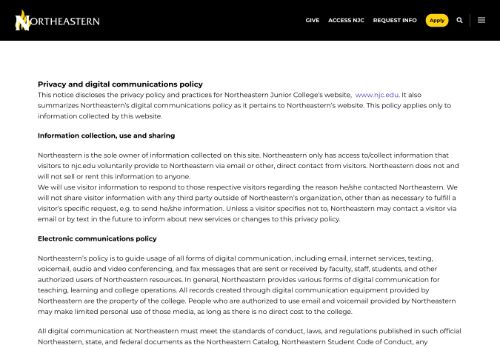 NORTHEASTERN
GIVE ACCESS NJC REQUEST INFO Apply
Privacy and digital communications policy
This notice discloses the privacy policy and practices for Northeastern Junior College's website, www.njc.edu. It also
summarizes Northeastern's digital communications policy as it pertains to Northeastern's website. This policy applies only to
information collected by this website.
Information collection, use and sharing
Northeastern is the sole owner of information collected on this site. Northeastern only has access to/collect information that
visitors to njc.edu voluntarily provide to Northeastern via email or other, direct contact from visitors. Northeastern does not and
will not sell or rent this information to anyone.
We will use visitor information to respond to those respective visitors regarding the reason he/she contacted Northeastern. We
will not share visitor information with any third party outside of Northeastern's organization, other than as necessary to fulfill a
visitor's specific request, e.g. to send he/she information. Unless a visitor specifies not to, Northeastern may contact a visitor via
email or by text in the future to inform about new services or changes to this privacy policy.
Electronic communications policy
Northeastern's policy is to guide usage of all forms of digital communication, including email, internet services, texting,
voicemail, audio and video conferencing, and fax messages that are sent or received by faculty, staff, students, and other
authorized users of Northeastern resources. In general, Northeastern provides various forms of digital communication for
teaching, learning and college operations. All records created through digital communication equipment provided by
Northeastern are the property of the college. People who are authorized to use email and voicemail provided by Northeastern
may make limited personal use of those media, as long as there is no direct cost to the college.
All digital communication at Northeastern must meet the standards of conduct, laws, and regulations published in such official
Northeastern, state, and federal documents as the Northeastern Catalog, Northeastern Student Code of Conduct, any